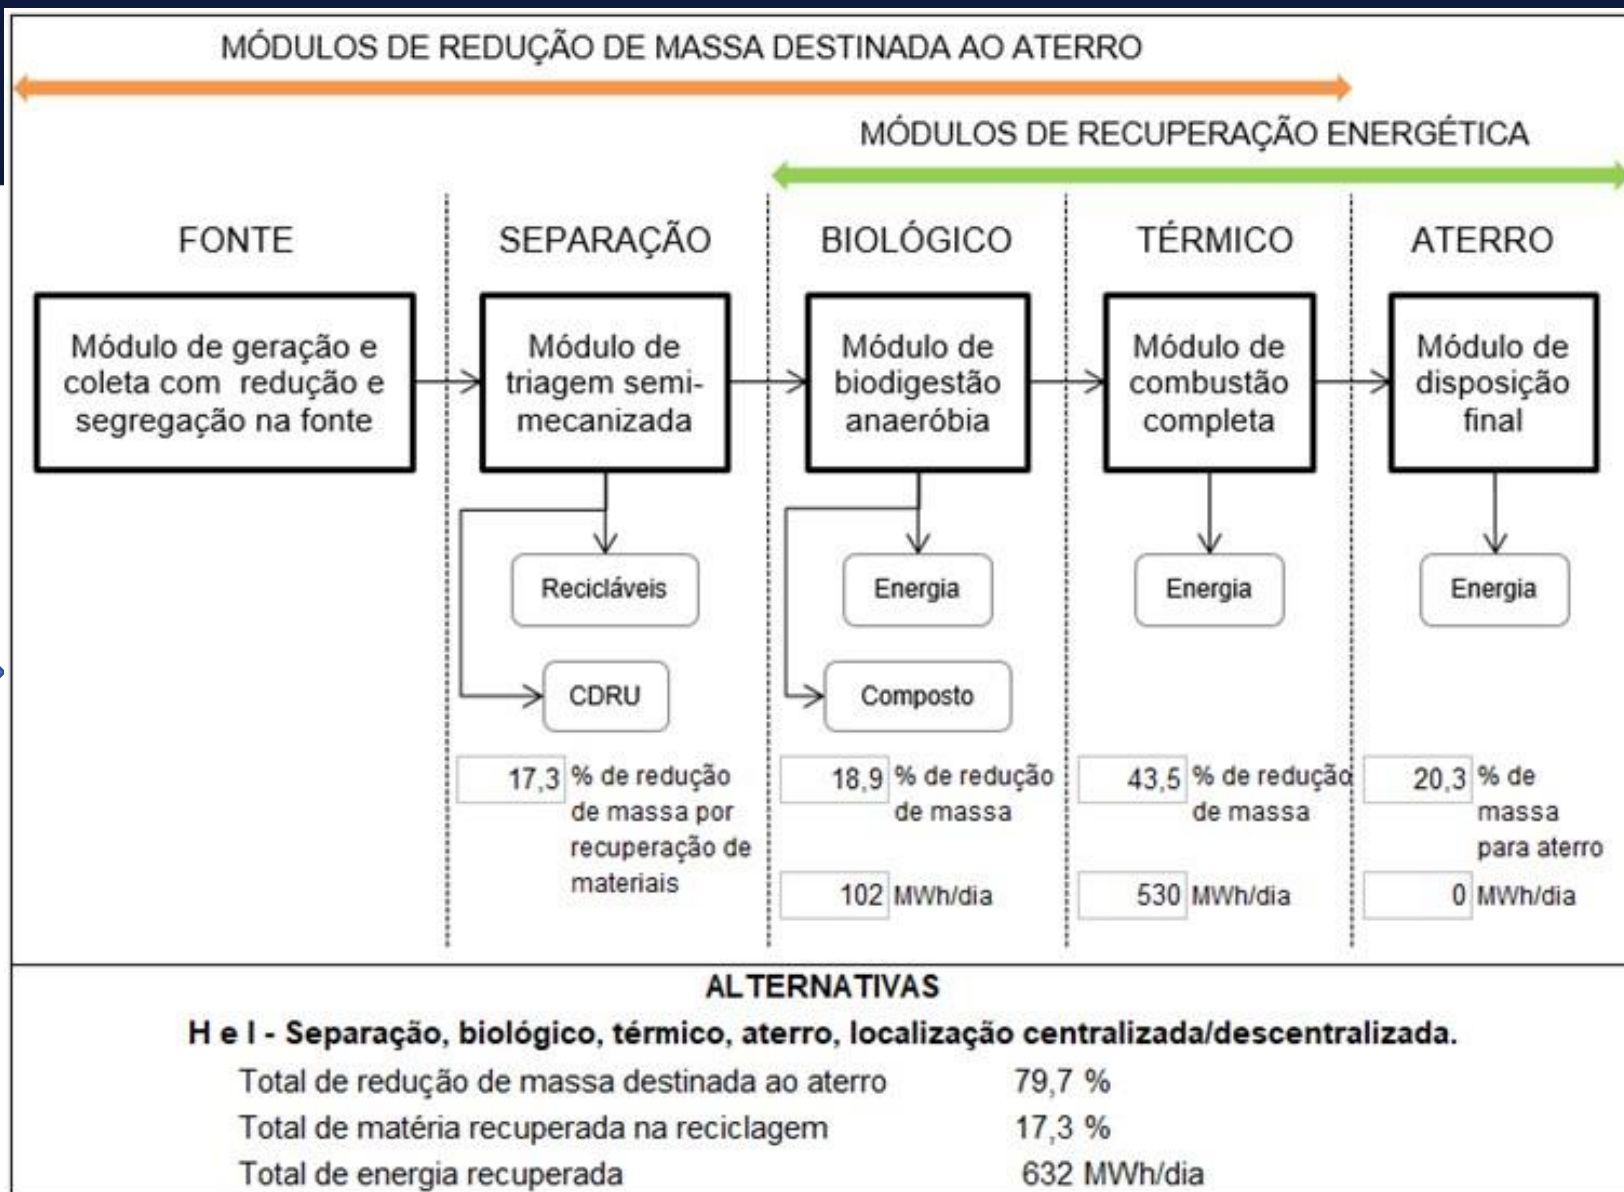 MÓDULOS DE REDUÇÃO DE MASSA DESTINADA AO ATERRO
MÓDULOS DE RECUPERAÇÃO ENERGÉTICA
FONTE
SEPARAÇÃO
BIOLÓGICO
TÉRMICO
ATERRO
Módulo de geração e
coleta com redução e
segregação na fonte
Módulo de
triagem semi-
mecanizada
Módulo de
biodigestão
anaeróbia
Módulo de
combustão
completa
Módulo de
disposição
final
Recicláveis
CDRU
Energia
Composto
Energia
Energia
17,3 % de redução
de massa por
recuperação de
materiais
18,9 % de redução
de massa
102 MWh/dia
43,5 % de redução
de massa
530 MWh/dia
20,3 % de
massa
para aterro
0 MWh/dia
ALTERNATIVAS
H e I - Separação, biológico, térmico, aterro, localização centralizada/descentralizada.
Total de redução de massa destinada ao aterro 79,7 %
Total de matéria recuperada na reciclagem 17,3 %
Total de energia recuperada 632 MWh/dia